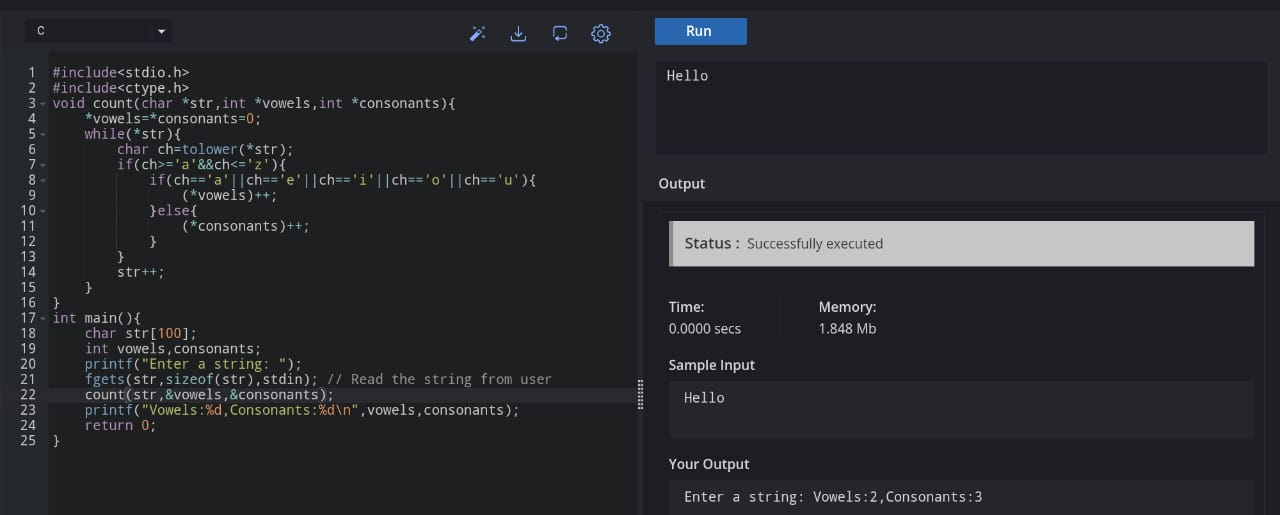 C
Run
1 #include<stdio.h>
2 #include<ctype.h>
3 void count(char *str,int *vowels,int *consonants){
4     *vowels=*consonants=0;
5     while(*str){
6         char ch=tolower(*str);
7         if(ch>='a'&&ch<='z'){
8             if(ch=='a'||ch=='e'||ch=='i'||ch=='o'||ch=='u'){
9                 (*vowels)++;
10             }else{
11                 (*consonants)++;
12             }
13         }
14         str++;
15     }
16 }
17 int main(){
18     char str[100];
19     int vowels,consonants;
20     printf("Enter a string: ");
21     fgets(str,sizeof(str),stdin); // Read the string from user
22     count(str,&vowels,&consonants);
23     printf("Vowels:%d,Consonants:%d\n",vowels,consonants);
24     return 0;
25 }
Hello
Output
Status : Successfully executed
Time: Memory:
0.0000 secs 1.848 Mb
Sample Input
Hello
Your Output
Enter a string: Vowels:2,Consonants:3